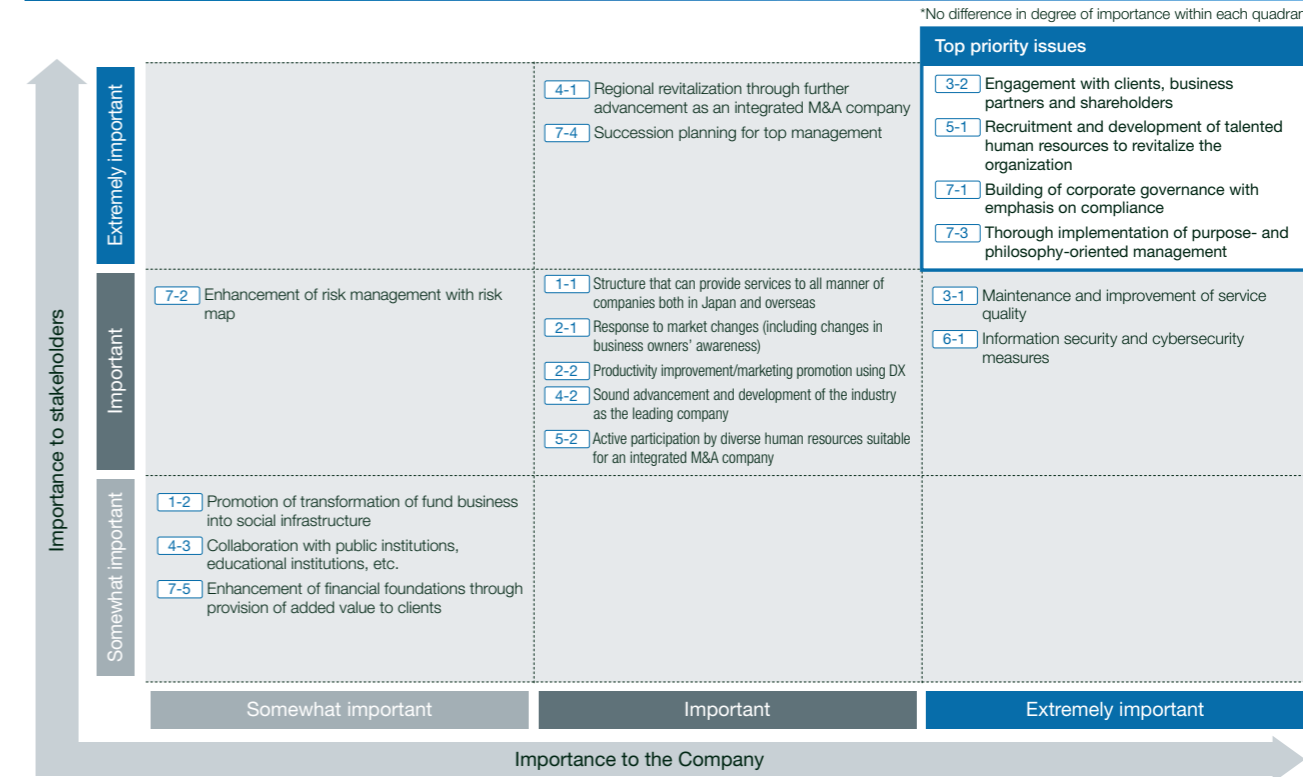 *No difference in degree of importance within each quadran
Top priority issues
3-2 Engagement with clients, business
partners and shareholders
5-1 Recruitment and development of talented
human resources to revitalize the
organization
7-1 Building of corporate governance with
emphasis on compliance
7-3 Thorough implementation of purpose- and
philosophy-oriented management
4-1 Regional revitalization through further
advancement as an integrated M&A company
7-4 Succession planning for top management
Extremely important
7-2 Enhancement of risk management with risk
map
1-1 Structure that can provide services to all manner of
companies both in Japan and overseas
2-1 Response to market changes (including changes in
business owners' awareness)
2-2 Productivity improvement/marketing promotion using DX
4-2 Sound advancement and development of the industry
as the leading company
5-2 Active participation by diverse human resources suitable
for an integrated M&A company
3-1 Maintenance and improvement of service
quality
6-1 Information security and cybersecurity
measures
Important
Importance to stakeholders
1-2 Promotion of transformation of fund business
into social infrastructure
4-3 Collaboration with public institutions,
educational institutions, etc.
7-5 Enhancement of financial foundations through
provision of added value to clients
Somewhat important
Somewhat important
Important
Extremely important
Importance to the Company